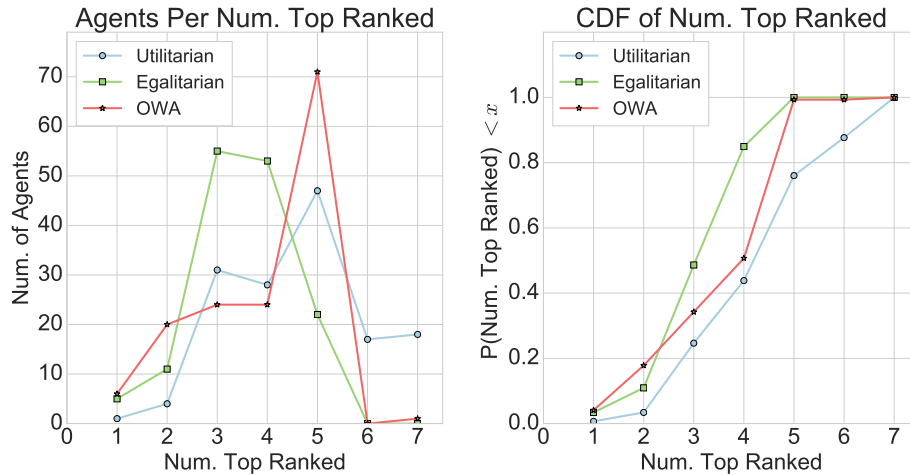 Agents Per Num. Top Ranked
Utilitarian
Egalitarian
OWA
Num. of Agents
70
60
50
40
30
20
10
0
0 1 2 3 4 5 6 7
Num. Top Ranked
CDF of Num. Top Ranked
Utilitarian
Egalitarian
OWA
P(Num. Top Ranked) < x
1.0
0.8
0.6
0.4
0.2
0.0
0 1 2 3 4 5 6 7
Num. Top Ranked